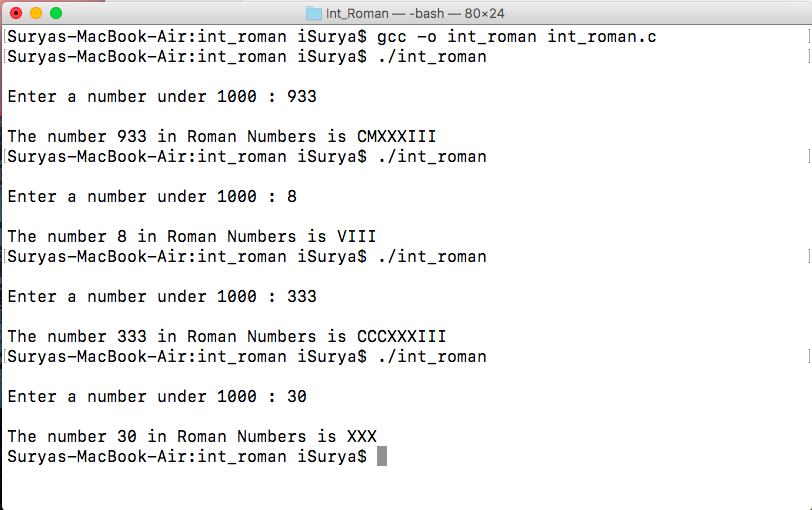 Int_Roman — -bash — 80×24
[Suryas-MacBook-Air:int_roman iSurya$ gcc -o int_roman int_roman.c ]
[Suryas-MacBook-Air:int_roman iSurya$ ./int_roman ]
Enter a number under 1000 : 933
The number 933 in Roman Numbers is CMXXXIII
[Suryas-MacBook-Air:int_roman iSurya$ ./int_roman ]
Enter a number under 1000 : 8
The number 8 in Roman Numbers is VIII
[Suryas-MacBook-Air:int_roman iSurya$ ./int_roman ]
Enter a number under 1000 : 333
The number 333 in Roman Numbers is CCCXXXIII
[Suryas-MacBook-Air:int_roman iSurya$ ./int_roman ]
Enter a number under 1000 : 30
The number 30 in Roman Numbers is XXX
Suryas-MacBook-Air:int_roman iSurya$